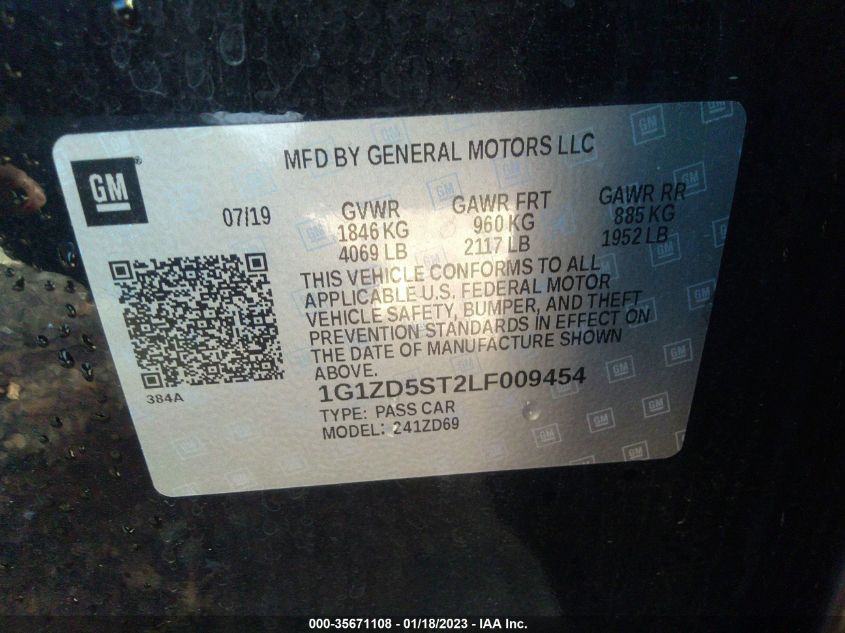 MFD BY GENERAL MOTORS LLC
GM
07/19 GVWR GAWR FRT GAWR RR
1846 KG 960 KG 885 KG
4069 LB 2117 LB 1952 LB
THIS VEHICLE CONFORMS TO ALL
APPLICABLE U.S. FEDERAL MOTOR
VEHICLE SAFETY, BUMPER, AND THEFT
PREVENTION STANDARDS IN EFFECT ON
THE DATE OF MANUFACTURE SHOWN
ABOVE.
384A
1G1ZD5ST2LF009454
TYPE: PASS CAR
MODEL: 241ZD69
000-35671108 - 01/18/2023 - IAA Inc.